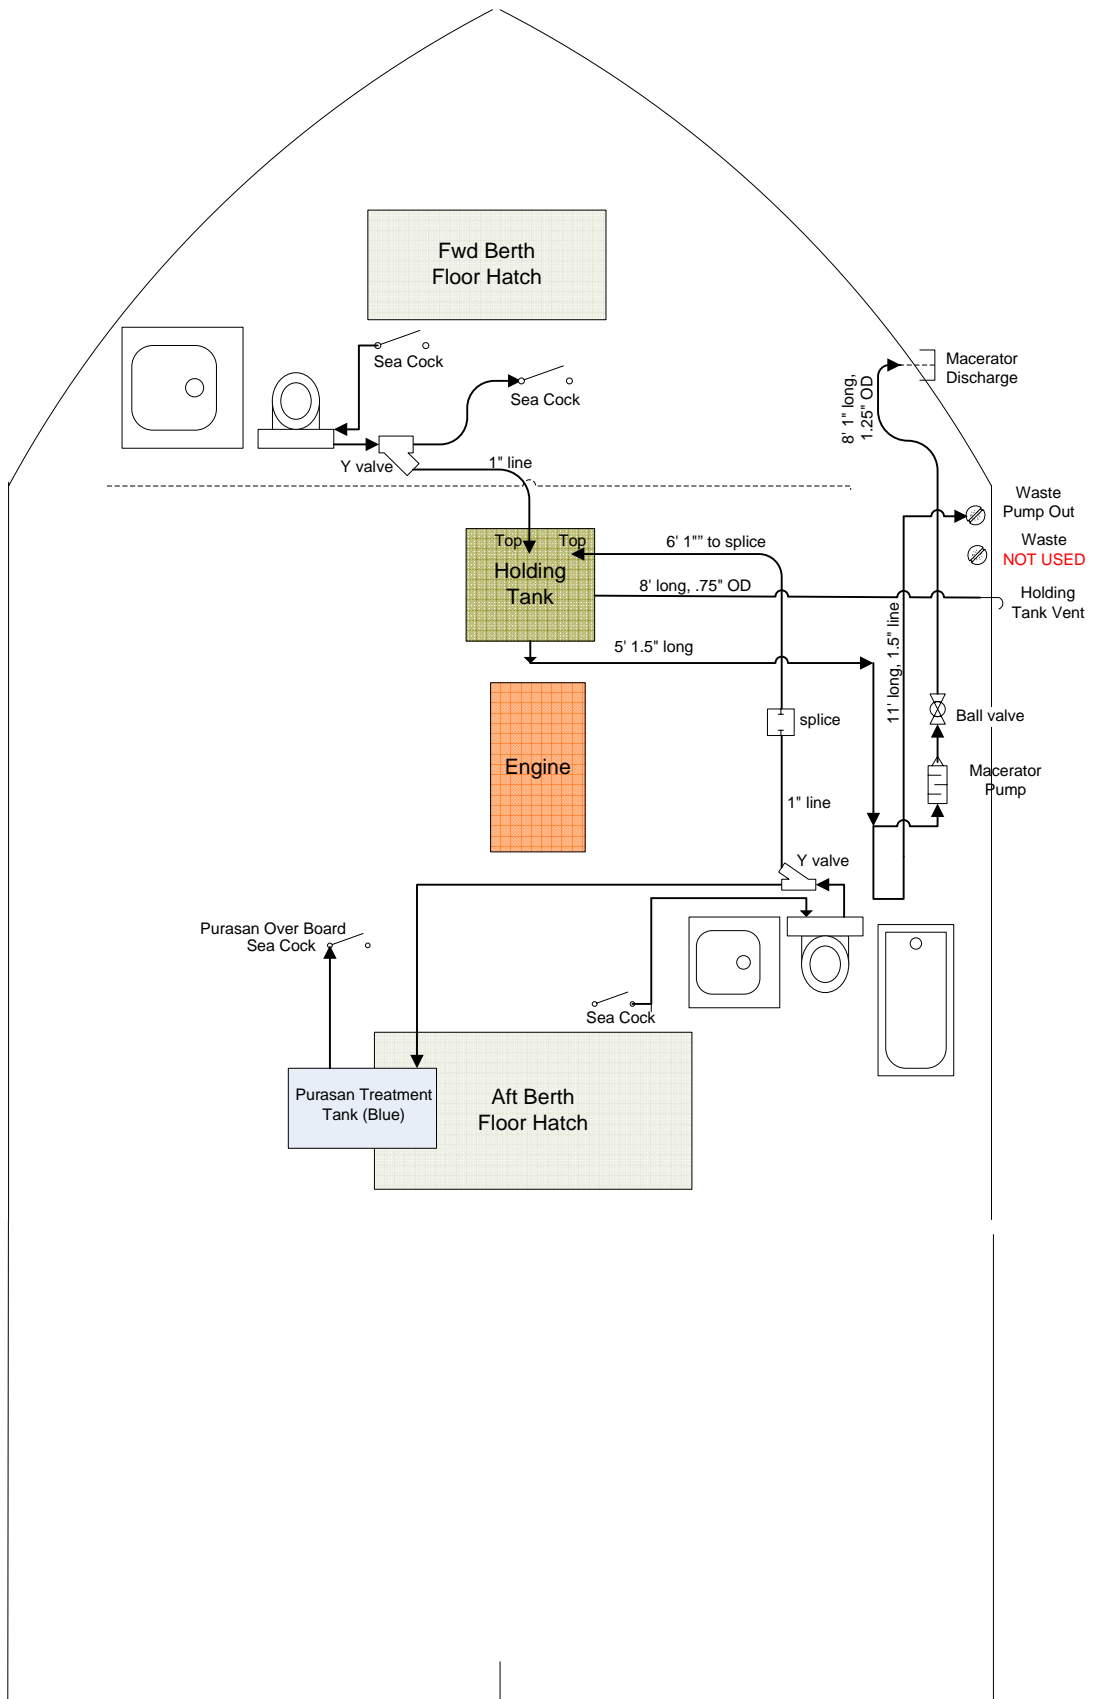 Fwd Berth
Floor Hatch
Sea Cock
Sea Cock
Macerator
Discharge
8' 1" long,
1.25" OD
Y valve
1" line
Waste
Pump Out
Waste
NOT USED
Top
Top
Holding
Tank
6' 1"" to splice
8' long, .75" OD
Holding
Tank Vent
5' 1.5" long
11' long, 1.5" line
splice
Ball valve
Engine
Macerator
Pump
1" line
Y valve
Purasan Over Board
Sea Cock
Sea Cock
Purasan Treatment
Tank (Blue)
Aft Berth
Floor Hatch